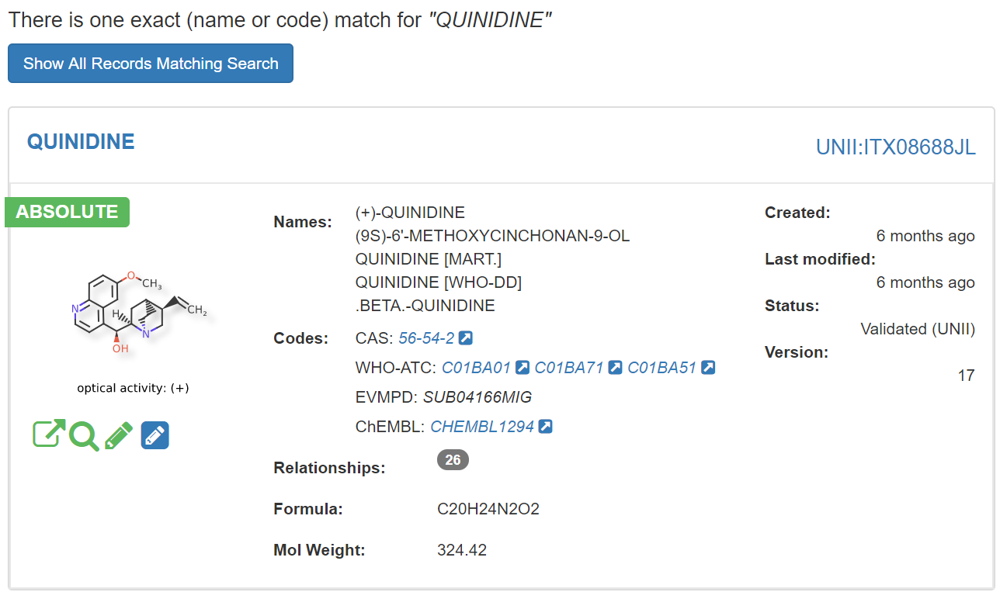 There is one exact (name or code) match for "QUINIDINE"
Show All Records Matching Search
QUINIDINE
UNII:ITX08688JL
ABSOLUTE
O
CH3
N
H
CH2
N
OH
optical activity: (+)
Names:
(+)-QUINIDINE
(9S)-6'-METHOXYCINCHONAN-9-OL
QUINIDINE [MART.]
QUINIDINE [WHO-DD]
.BETA.-QUINIDINE
Codes:
CAS: 56-54-2
WHO-ATC: C01BA01 C01BA71 C01BA51
EVMPD: SUB04166MIG
ChEMBL: CHEMBL1294
Relationships: 26
Formula: C20H24N2O2
Mol Weight: 324.42
Created:
6 months ago
Last modified:
6 months ago
Status:
Validated (UNII)
Version:
17